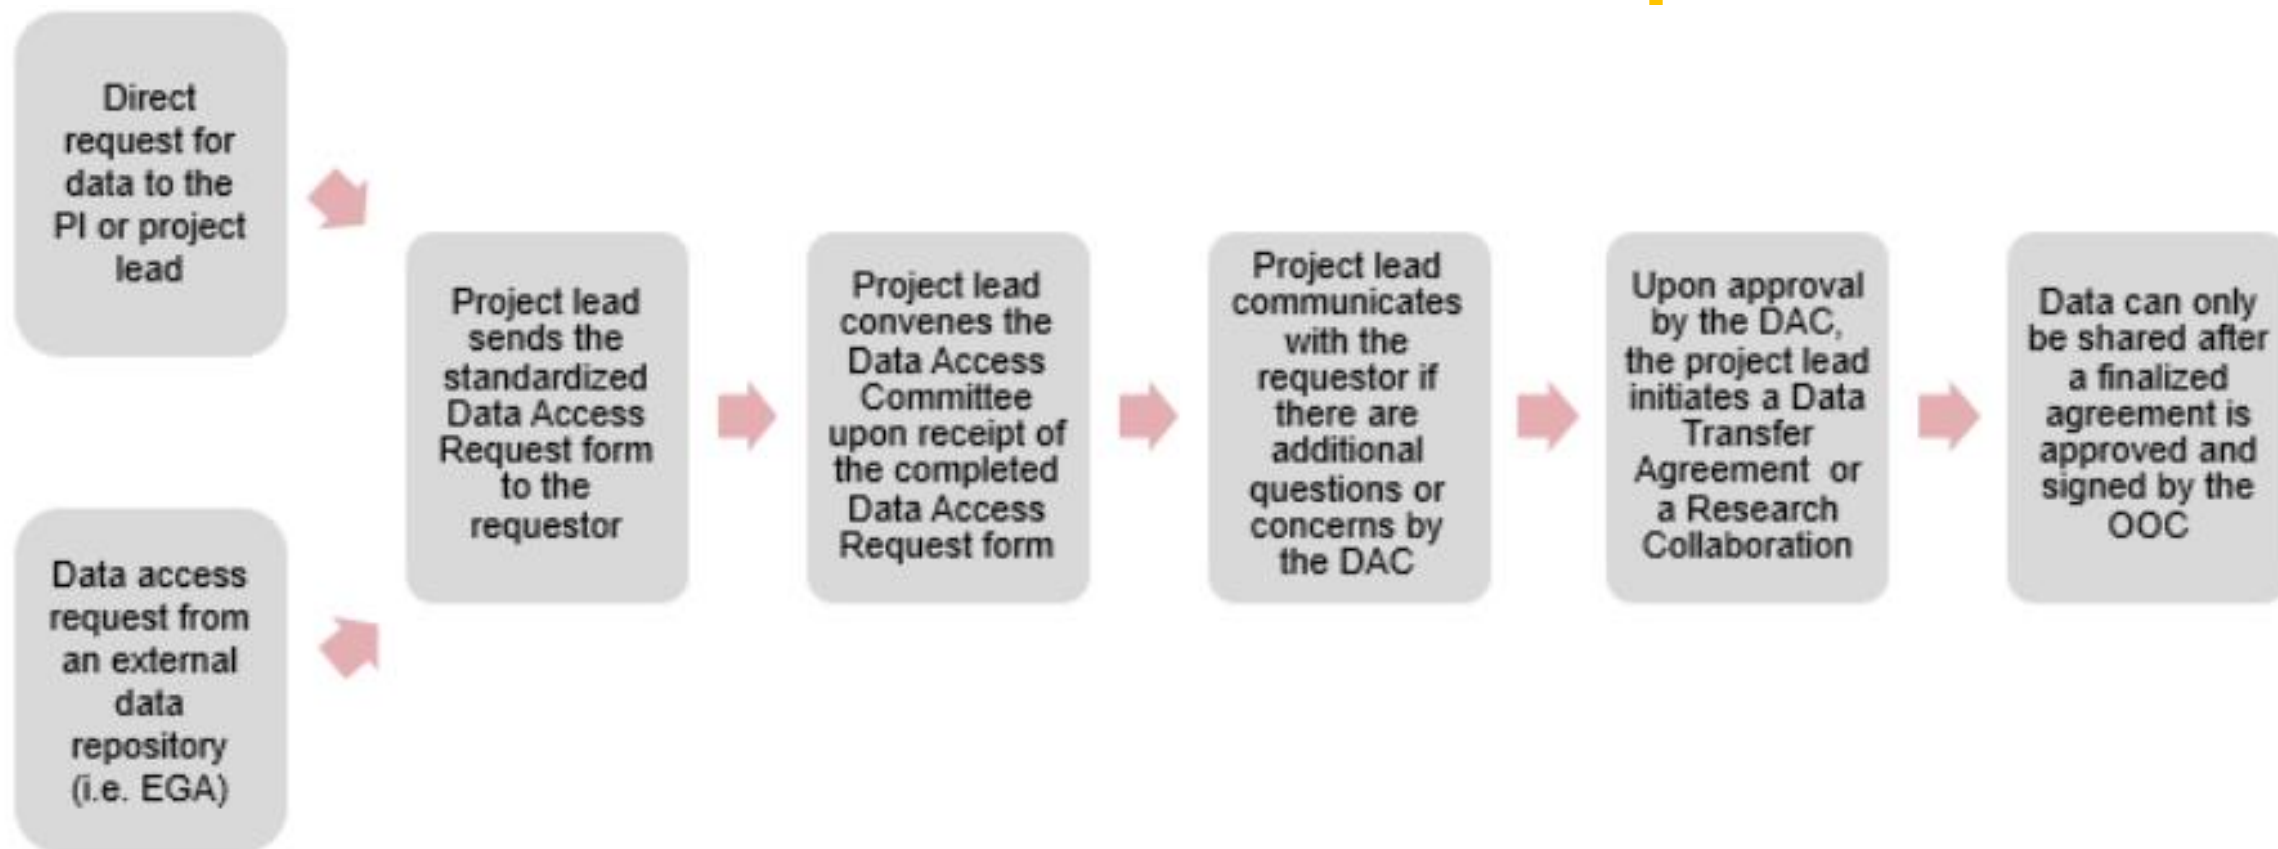 Direct
request for
data to the
PI or project
lead
Data access
request from
an external
data
repository
(i.e. EGA)
Project lead
sends the
standardized
Data Access
Request form
to the
requestor
Project lead
convenes the
Data Access
Committee
upon receipt of
the completed
Data Access
Request form
Project lead
communicates
with the
requestor if
there are
additional
questions or
concerns by
the DAC
Upon approval
by the DAC,
the project lead
initiates a Data
Transfer
Agreement or
a Research
Collaboration
Data can only
be shared after
a finalized
agreement is
approved and
signed by the
OOC